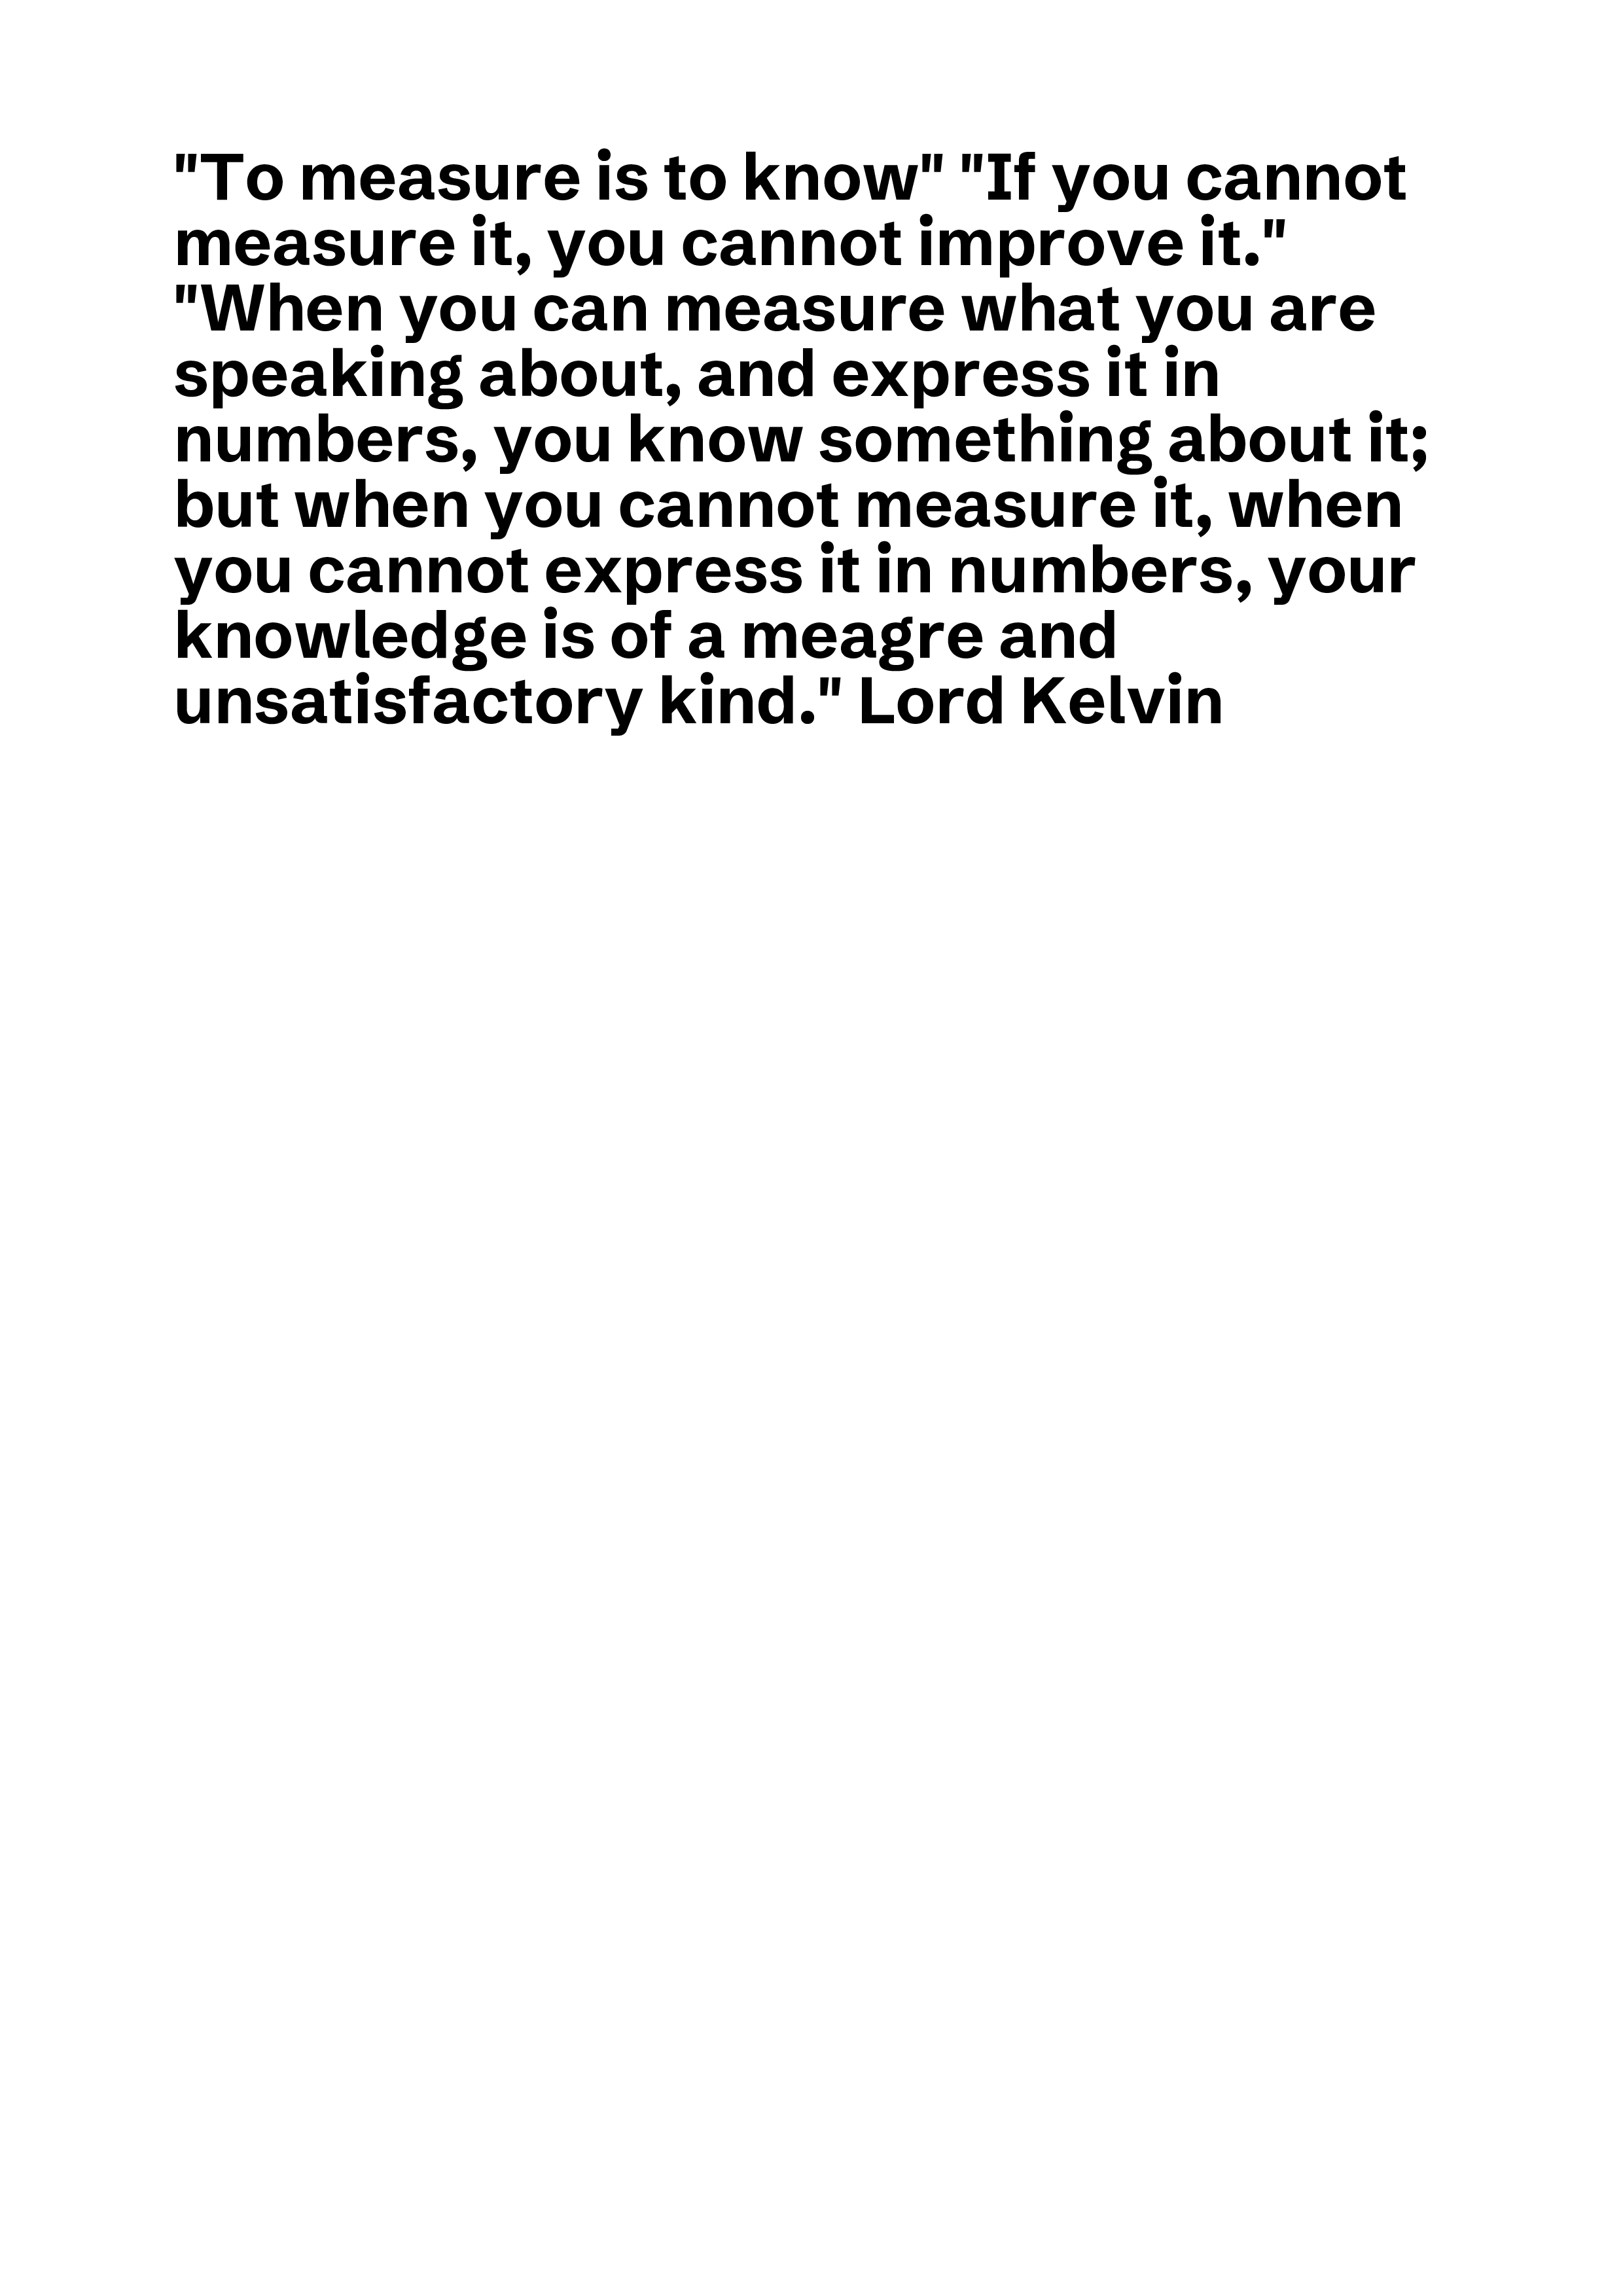 "To measure is to know" "If you cannot
measure it, you cannot improve it."
"When you can measure what you are
speaking about, and express it in
numbers, you know something about it;
but when you cannot measure it, when
you cannot express it in numbers, your
knowledge is of a meagre and
unsatisfactory kind." Lord Kelvin